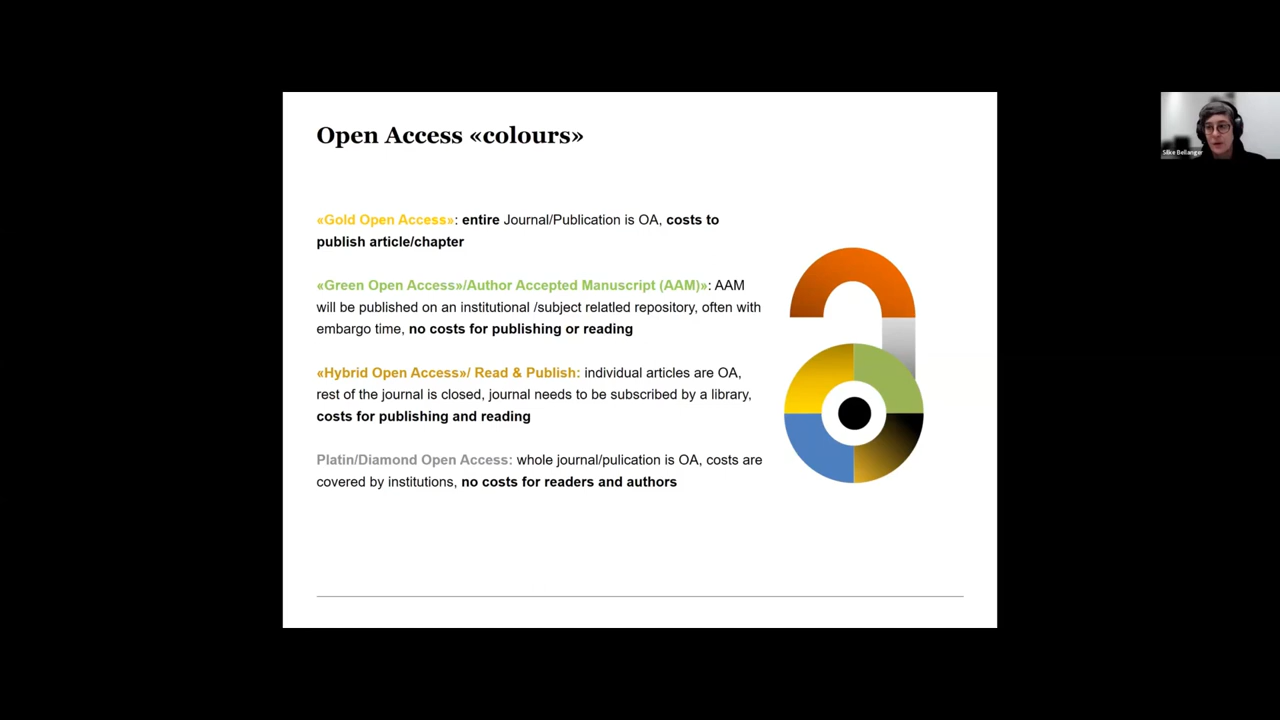 Open Access «colours»
«Gold Open Access»: entire Journal/Publication is OA, costs to
publish article/chapter
«Green Open Access»/Author Accepted Manuscript (AAM)»: AAM
will be published on an institutional /subject relatled repository, often with
embargo time, no costs for publishing or reading
«Hybrid Open Access»/ Read & Publish: individual articles are OA,
rest of the journal is closed, journal needs to be subscribed by a library,
costs for publishing and reading
Platin/Diamond Open Access: whole journal/pulication is OA, costs are
covered by institutions, no costs for readers and authors
Silke Bellanger